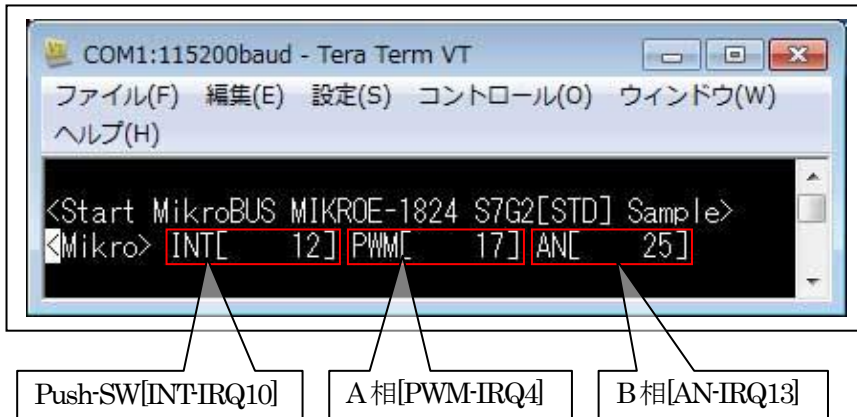 COM1:115200baud - Tera Term VT
ファイル(F) 編集(E) 設定(S) コントロール(O) ウィンドウ(W)
ヘルプ(H)
<Start MikroBUS MIKROE-1824 S7G2[STD] Sample>
<Mikro> INT[ 12] PWM[ 17] AN[ 25]
Push-SW[INT-IRQ10] A相[PWM-IRQ4] B相[AN-IRQ13]